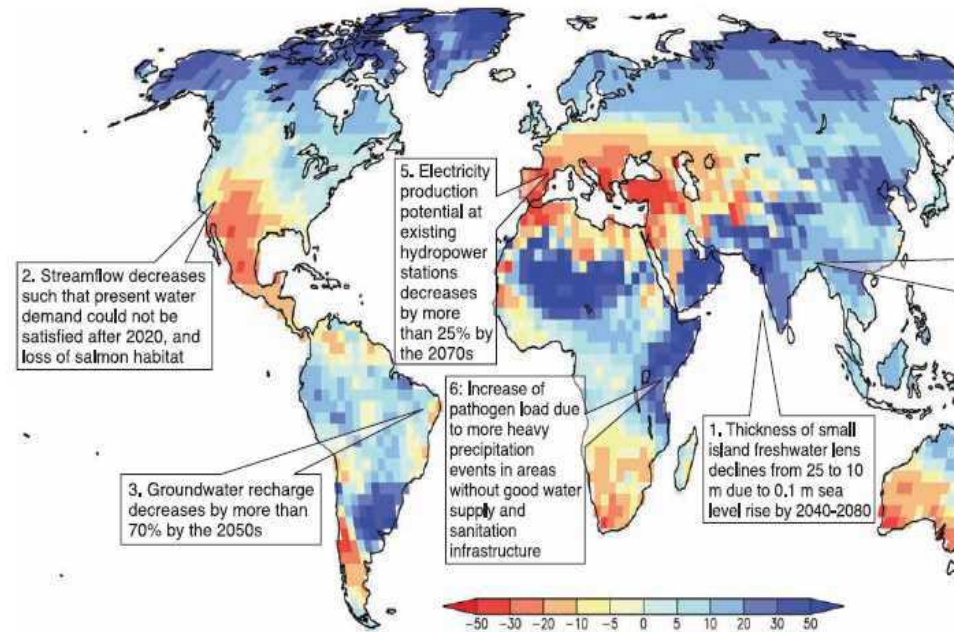 5. Electricity
production
potential at
existing
hydropower
stations
decreases
by more
than 25% by
the 2070s
2. Streamflow decreases
such that present water
demand could not be
satisfied after 2020, and
loss of salmon habitat
6: Increase of
pathogen load due
to more heavy
precipitation
events in areas
without good water
supply and
sanitation
infrastructure
1. Thickness of small
island freshwater lens
declines from 25 to 10
m due to 0.1 m sea
level rise by 2040-2080
3. Groundwater recharge
decreases by more than
70% by the 2050s
-50 -30 -20 -10 -5 0 5 10 20 30 50